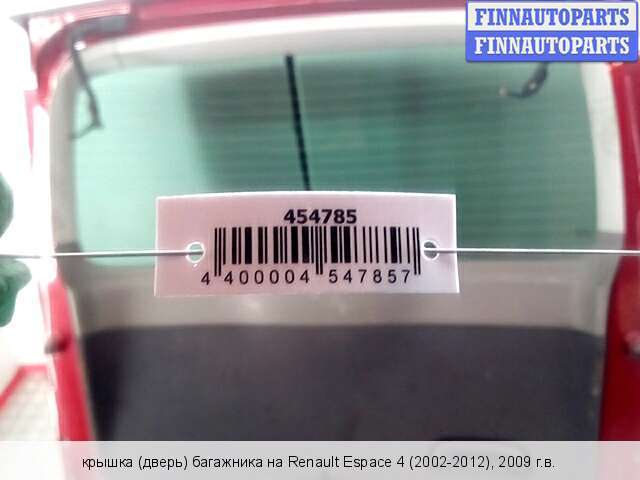 FINNAUTOPARTS
FINNAUTOPARTS
454785
4 400004 547857
крышка (дверь) багажника на Renault Espace 4 (2002-2012), 2009 г.в.